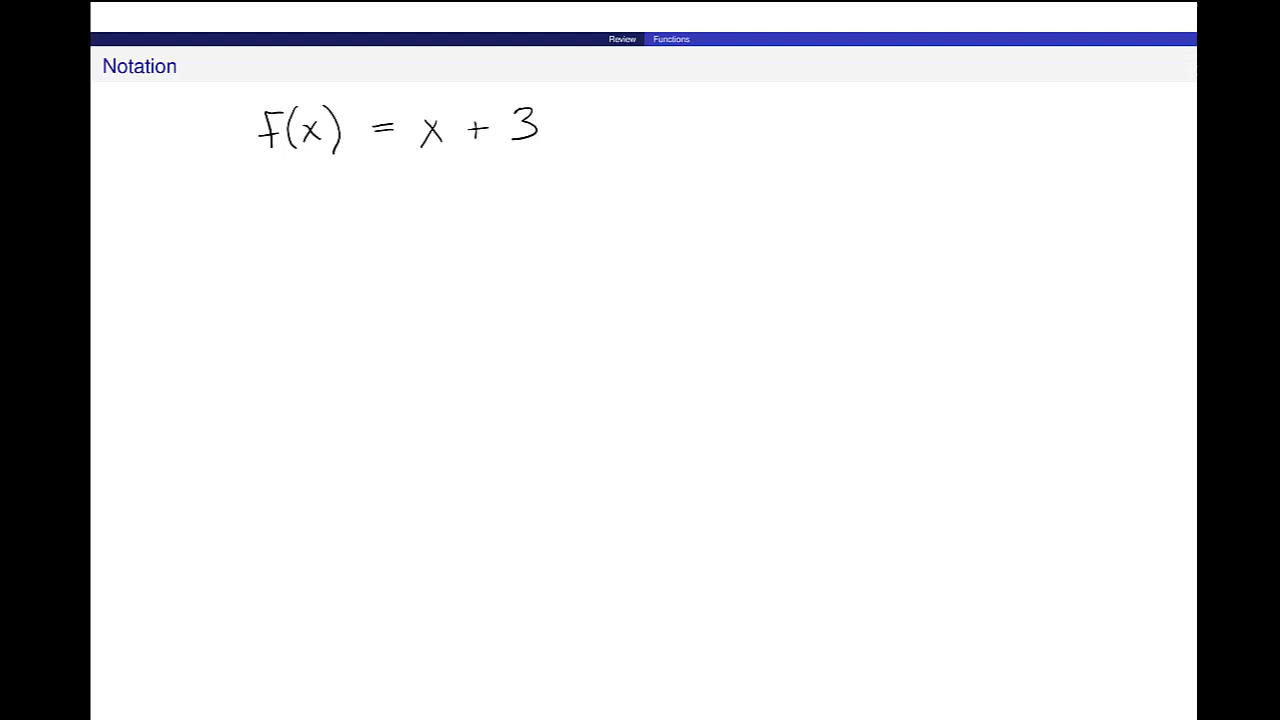 Review Functions
Notation
F(x) = x + 3